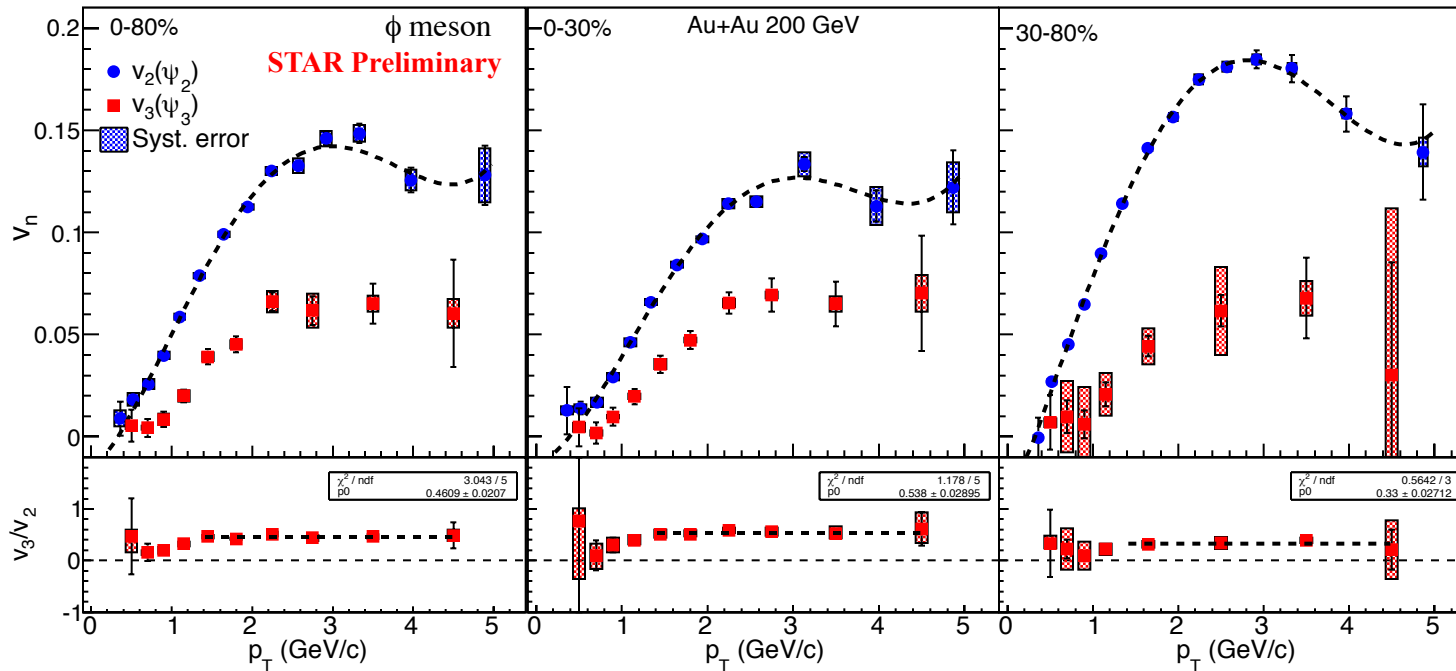 0-80%
ϕ meson
STAR Preliminary
v2(ψ2)
v3(ψ3)
Syst. error
0-30%
Au+Au 200 GeV
30-80%
vn
0.2
0.15
0.1
0.05
0
χ² / ndf 3.043 / 5
p0 0.4609 ± 0.0207
χ² / ndf 1.178 / 5
p0 0.538 ± 0.02895
χ² / ndf 0.5642 / 3
p0 0.33 ± 0.02712
v3/v2
1
0
-1
0 1 2 3 4 5
0 1 2 3 4 5
0 1 2 3 4 5
pT (GeV/c)
pT (GeV/c)
pT (GeV/c)